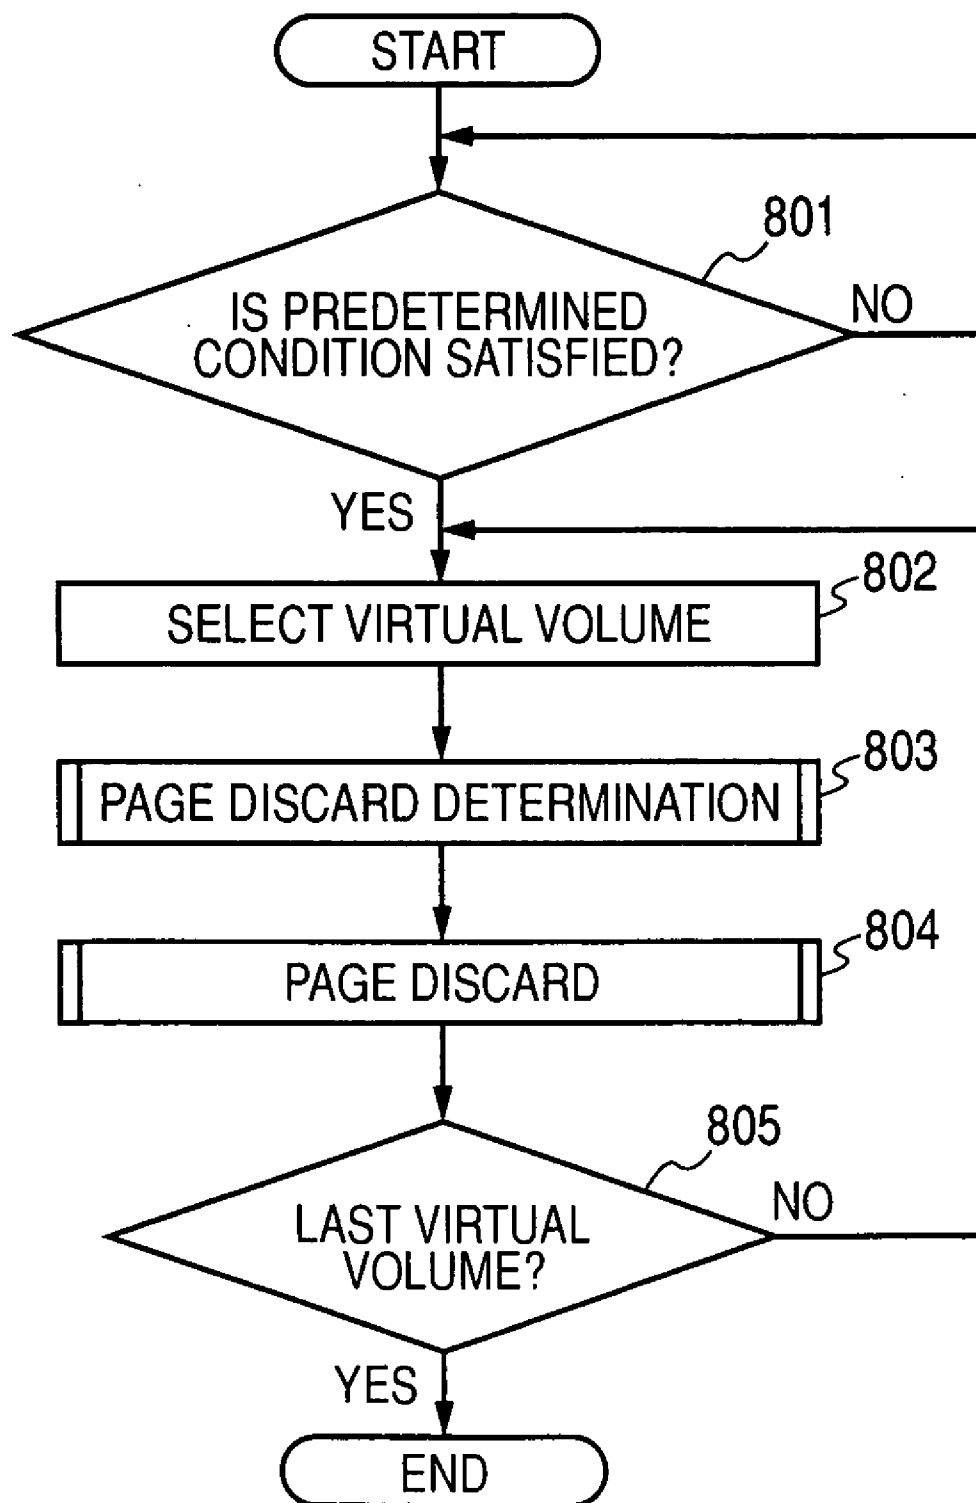 START
801
IS PREDETERMINED
CONDITION SATISFIED?
NO
YES
802
SELECT VIRTUAL VOLUME
803
PAGE DISCARD DETERMINATION
804
PAGE DISCARD
805
LAST VIRTUAL
VOLUME?
NO
YES
END